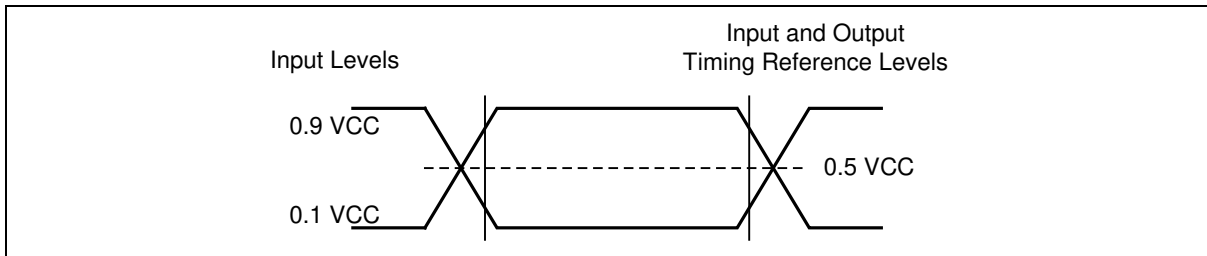 Input Levels
Input and Output
Timing Reference Levels
0.9 VCC
0.5 VCC
0.1 VCC